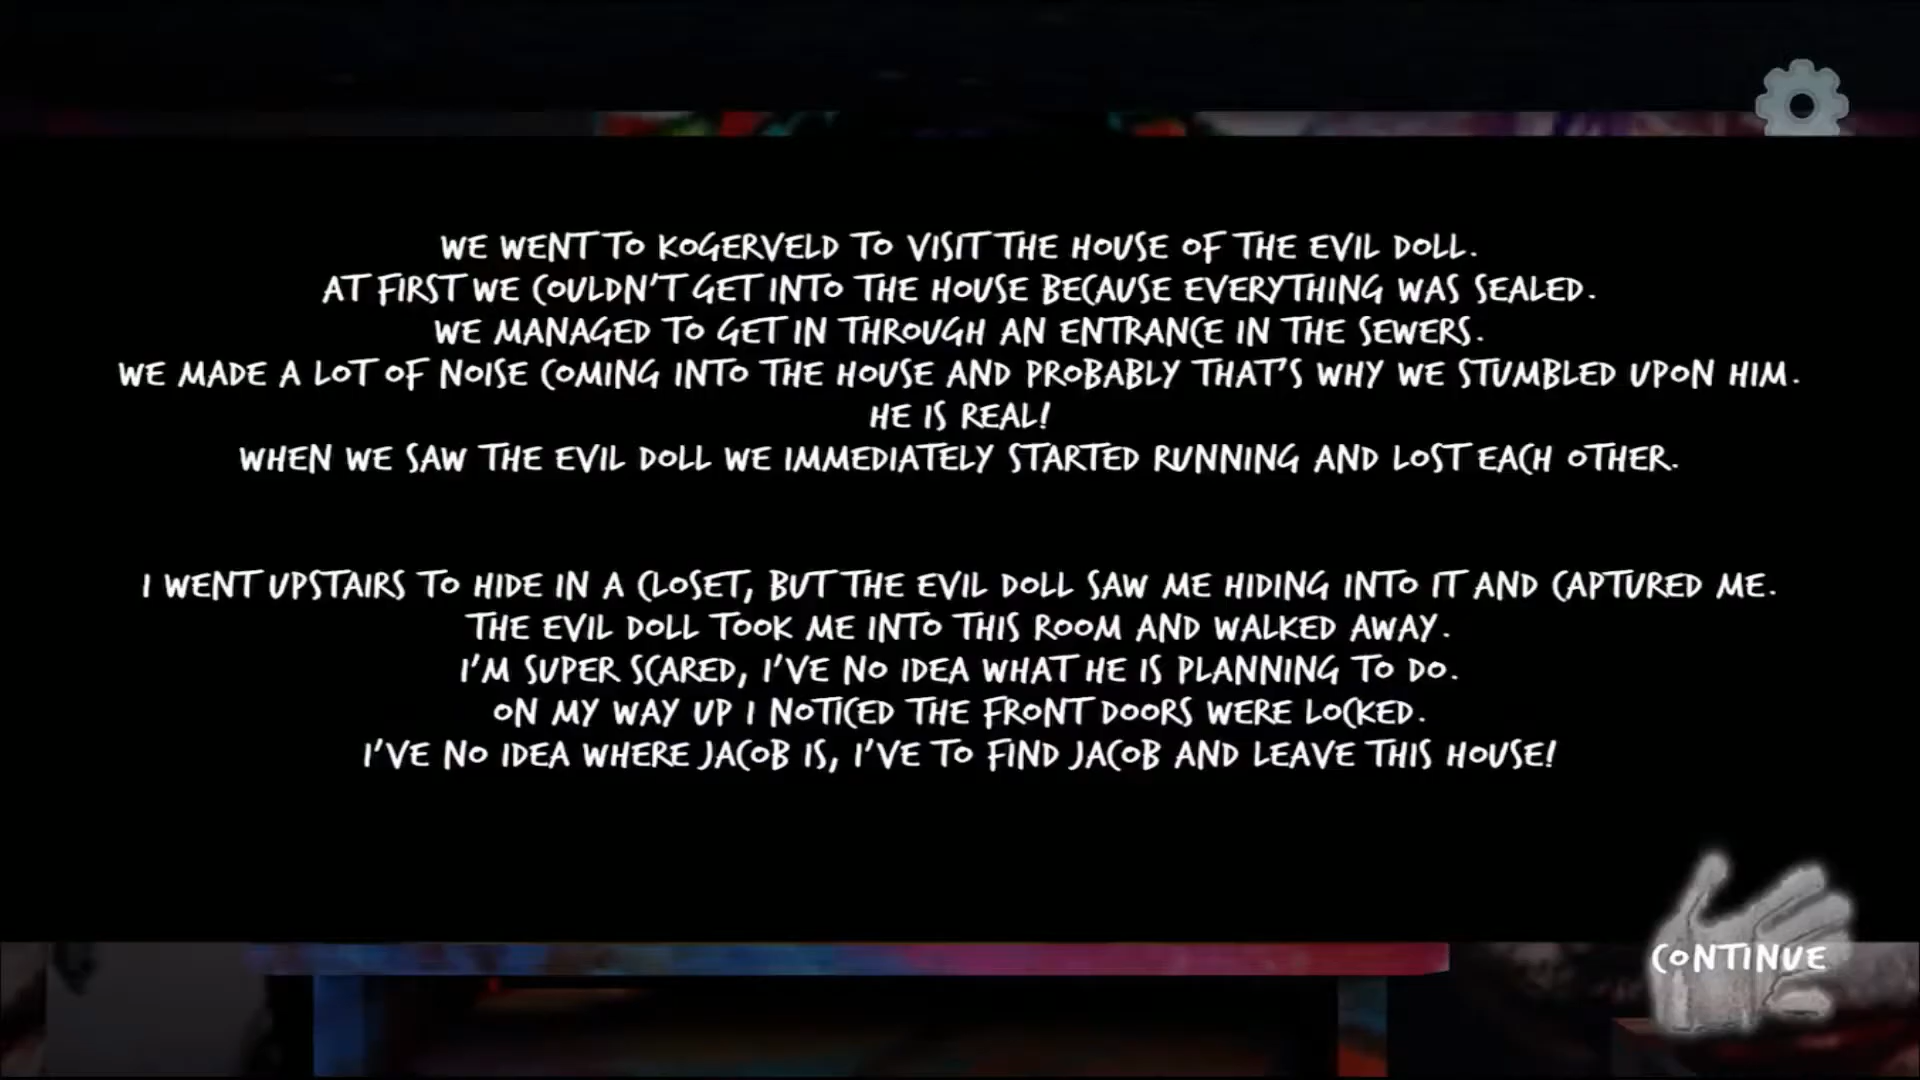 WE WENT TO KOGERVELD TO VISIT THE HOUSE OF THE EVIL DOLL.
AT FIRST WE COULDN'T GET INTO THE HOUSE BECAUSE EVERYTHING WAS SEALED.
WE MANAGED TO GET IN THROUGH AN ENTRANCE IN THE SEWERS.
WE MADE A LOT OF NOISE COMING INTO THE HOUSE AND PROBABLY THAT'S WHY WE STUMBLED UPON HIM.
HE IS REAL!
WHEN WE SAW THE EVIL DOLL WE IMMEDIATELY STARTED RUNNING AND LOST EACH OTHER.
I WENT UPSTAIRS TO HIDE IN A CLOSET, BUT THE EVIL DOLL SAW ME HIDING INTO IT AND CAPTURED ME.
THE EVIL DOLL TOOK ME INTO THIS ROOM AND WALKED AWAY.
I'M SUPER SCARED, I'VE NO IDEA WHAT HE IS PLANNING TO DO.
ON MY WAY UP I NOTICED THE FRONT DOORS WERE LOCKED.
I'VE NO IDEA WHERE JACOB IS, I'VE TO FIND JACOB AND LEAVE THIS HOUSE!
CONTINUE